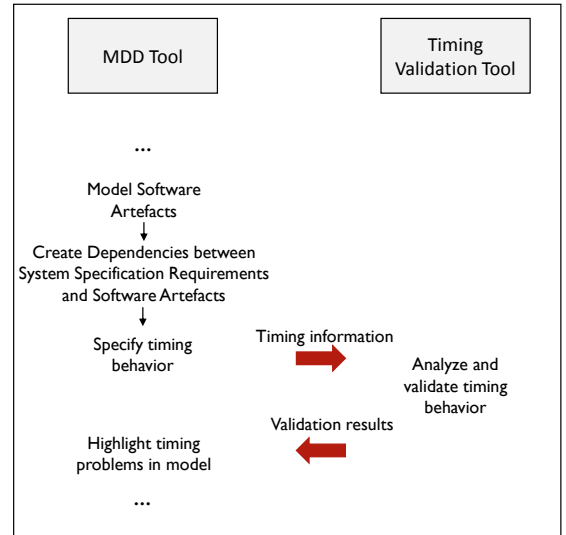 MDD Tool
Timing
Validation Tool
...
Model Software
Artefacts
Create Dependencies between
System Specification Requirements
and Software Artefacts
Specify timing
behavior
Timing information
Analyze and
validate timing
behavior
Validation results
Highlight timing
problems in model
...